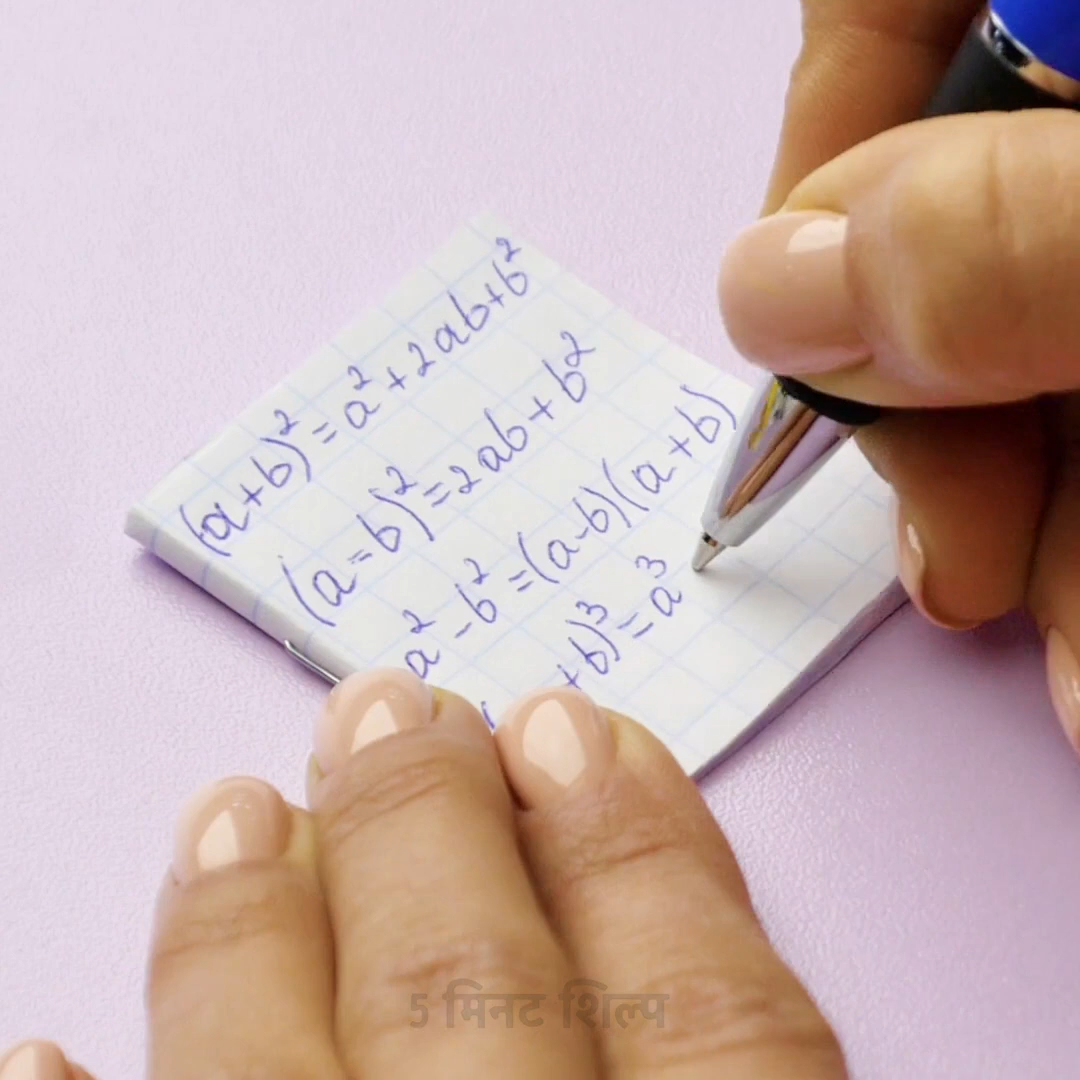 (a+b)²=a²+2ab+b²
(a-b)²=2ab+b²
a²-b²=(a-b)(a+b)
+b)³=a³
5 मिनट शिल्प